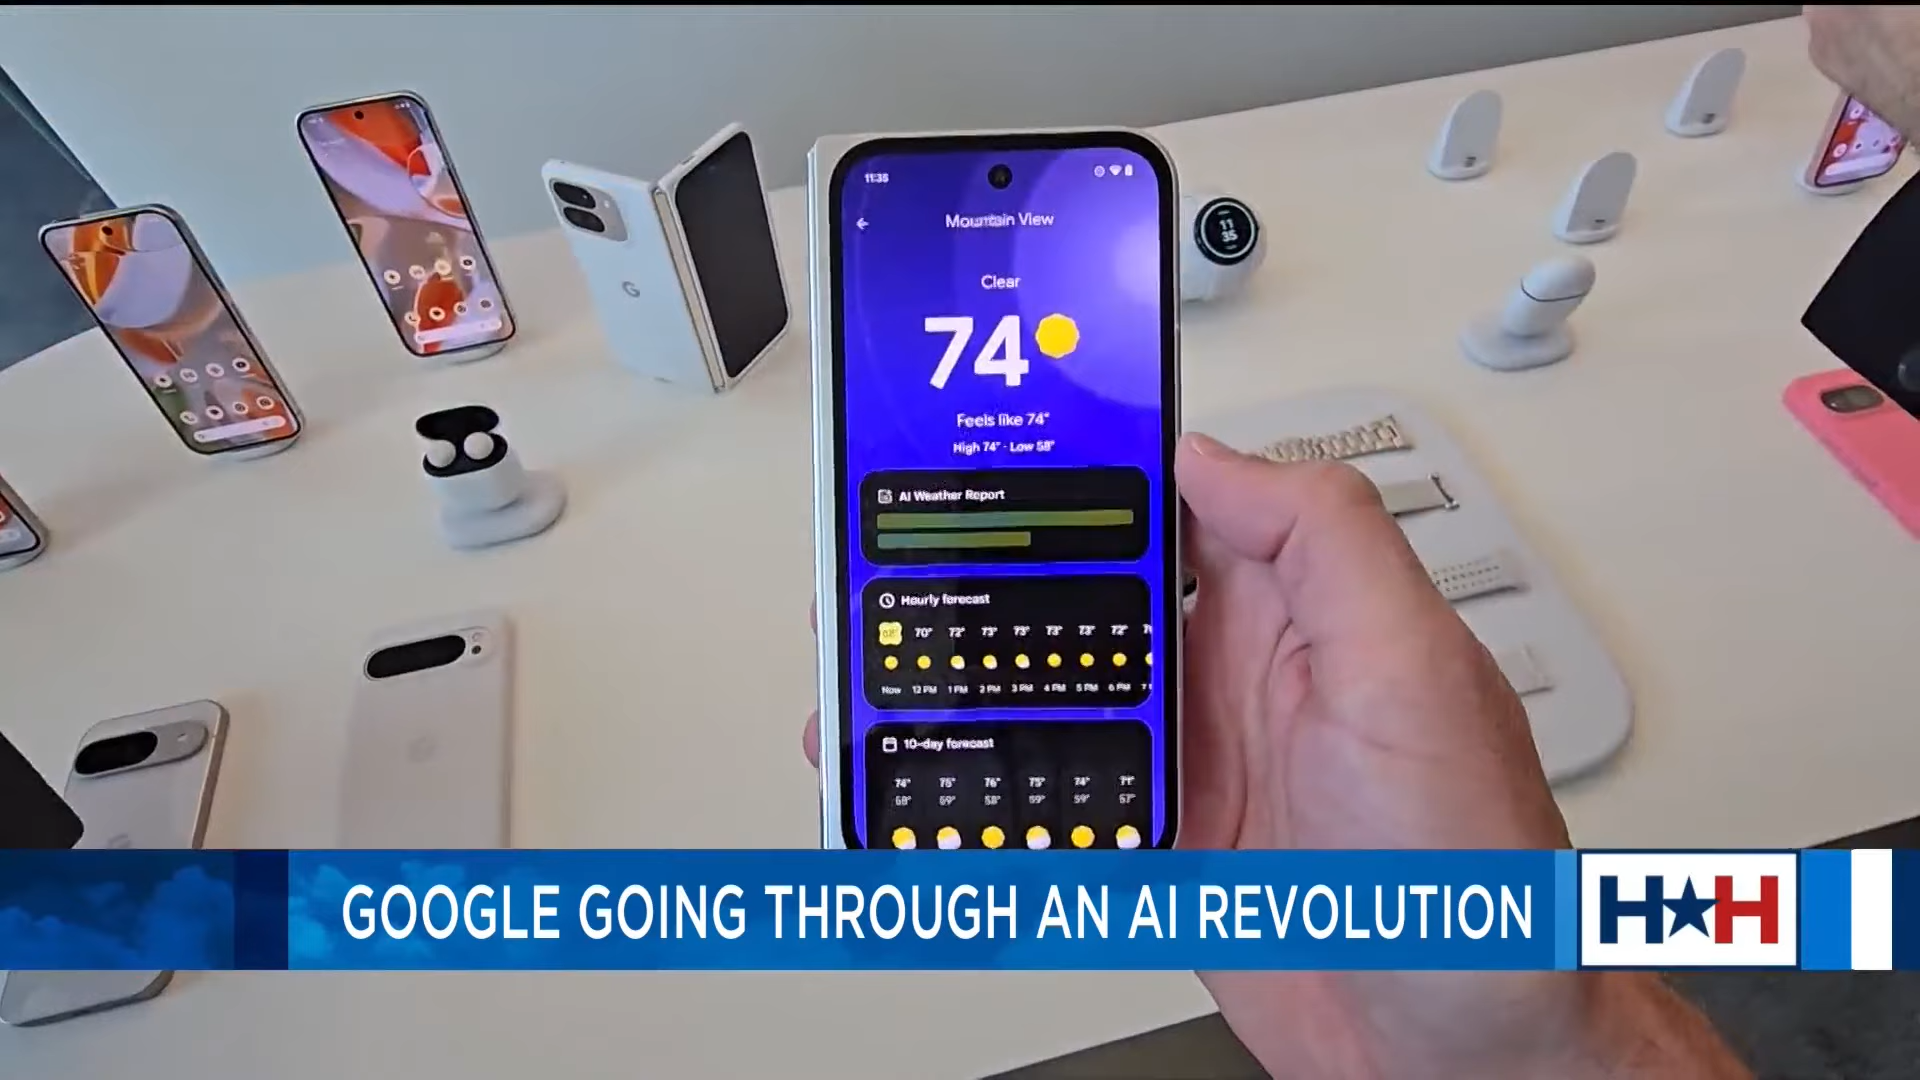 11:35
Mountain View
Clear
74
Feels like 74°
High 74° · Low 58°
AI Weather Report
Hourly forecast
70° 72° 73° 73° 73° 73° 72°
Now 12 PM 1 PM 2 PM 3 PM 4 PM 5 PM 6 PM
10-day forecast
74° 75° 76° 75° 74° 71°
58° 59° 58° 59° 59° 57°
11
35
G
GOOGLE GOING THROUGH AN AI REVOLUTION
H★H